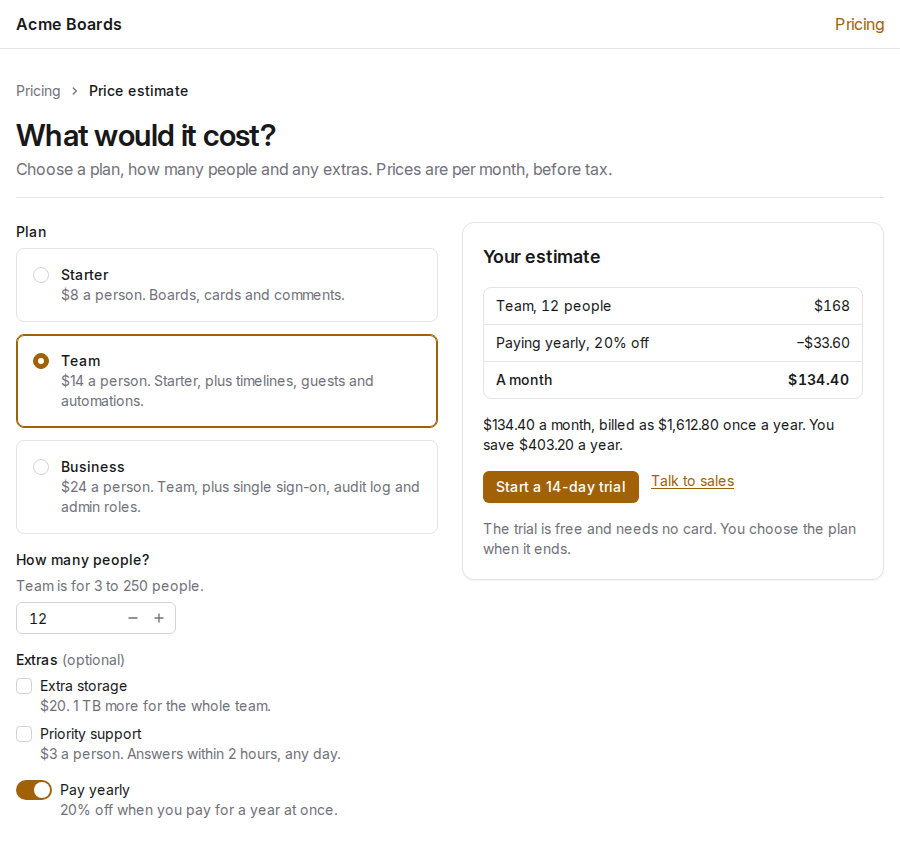 Acme Boards
Pricing
Pricing > Price estimate
What would it cost?
Choose a plan, how many people and any extras. Prices are per month, before tax.
Plan
Starter
$8 a person. Boards, cards and comments.
Team
$14 a person. Starter, plus timelines, guests and
automations.
Business
$24 a person. Team, plus single sign-on, audit log and
admin roles.
How many people?
Team is for 3 to 250 people.
12
Extras (optional)
Extra storage
$20. 1 TB more for the whole team.
Priority support
$3 a person. Answers within 2 hours, any day.
Pay yearly
20% off when you pay for a year at once.
Your estimate
Team, 12 people $168
Paying yearly, 20% off −$33.60
A month $134.40
$134.40 a month, billed as $1,612.80 once a year. You
save $403.20 a year.
Start a 14-day trial
Talk to sales
The trial is free and needs no card. You choose the plan
when it ends.